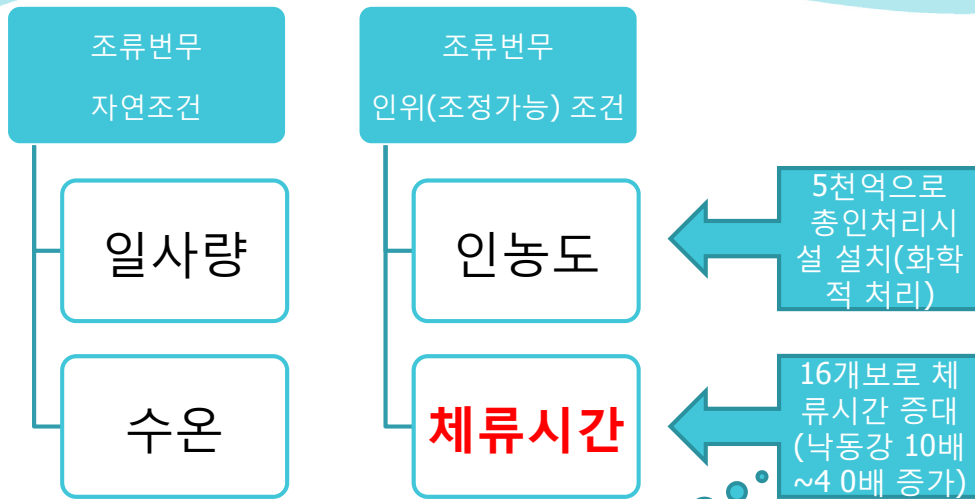 조류번무
자연조건
일사량
수온
조류번무
인위(조정가능) 조건
인농도
체류시간
5천억으로
총인처리시
설 설치(화학
적 처리)
16개보로 체
류시간 증대
(낙동강 10배
~4 0배 증가)